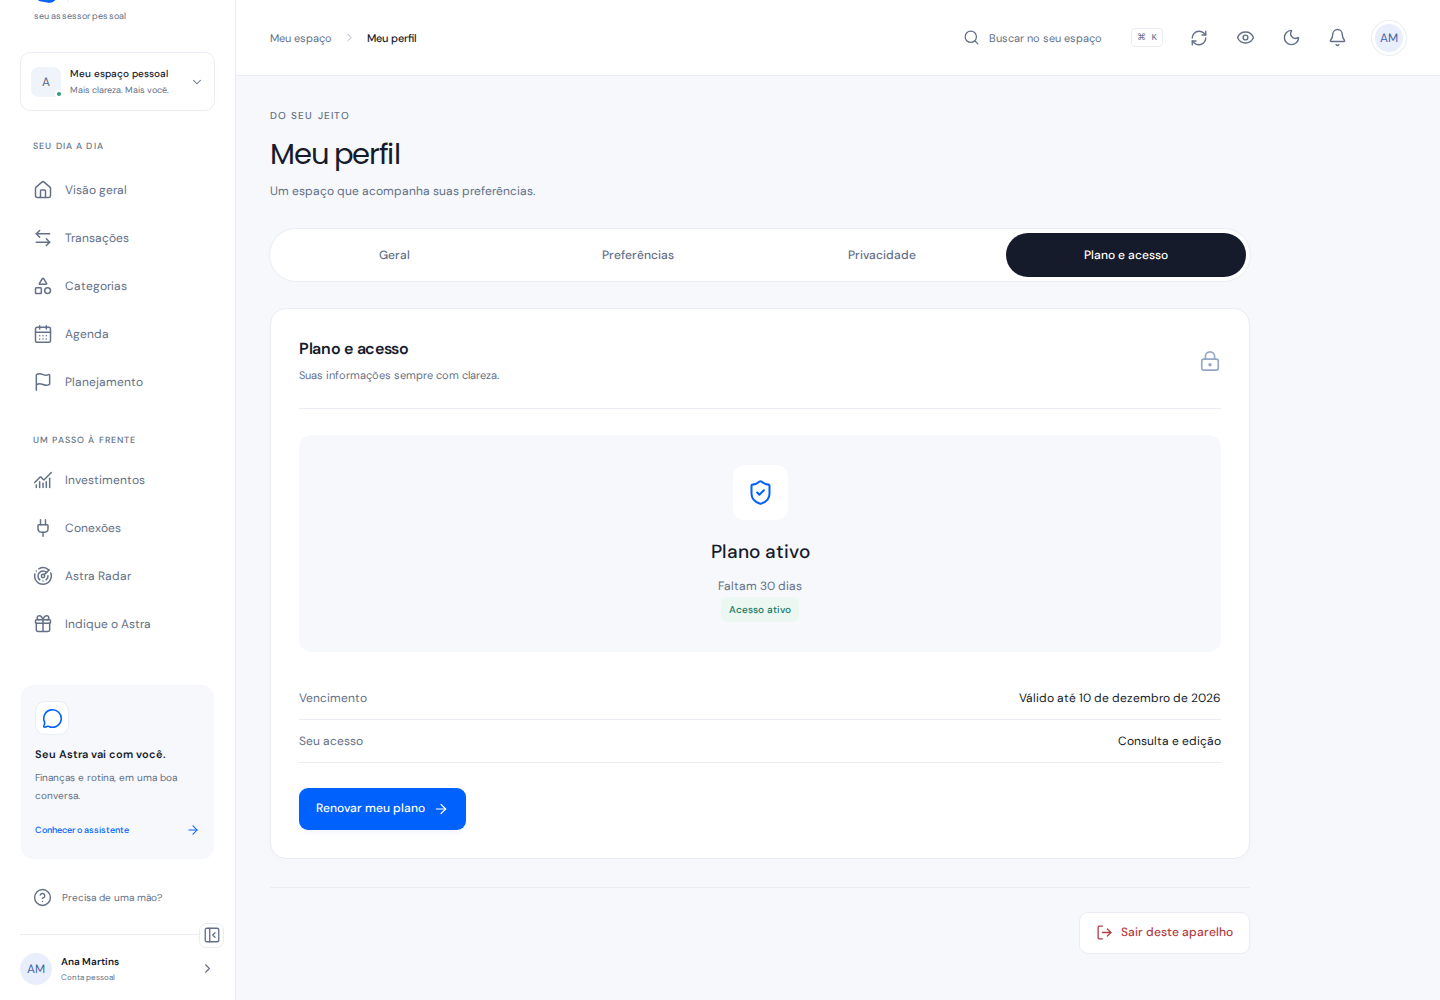 seu assessor pessoal
A
Meu espaço pessoal
Mais clareza. Mais você.
SEU DIA A DIA
Visão geral
Transações
Categorias
Agenda
Planejamento
UM PASSO À FRENTE
Investimentos
Conexões
Astra Radar
Indique o Astra
Seu Astra vai com você.
Finanças e rotina, em uma boa
conversa.
Conhecer o assistente
Precisa de uma mão?
AM
Ana Martins
Conta pessoal
Meu espaço
Meu perfil
Buscar no seu espaço
⌘ K
AM
DO SEU JEITO
Meu perfil
Um espaço que acompanha suas preferências.
Geral
Preferências
Privacidade
Plano e acesso
Plano e acesso
Suas informações sempre com clareza.
Plano ativo
Faltam 30 dias
Acesso ativo
Vencimento
Válido até 10 de dezembro de 2026
Seu acesso
Consulta e edição
Renovar meu plano
Sair deste aparelho